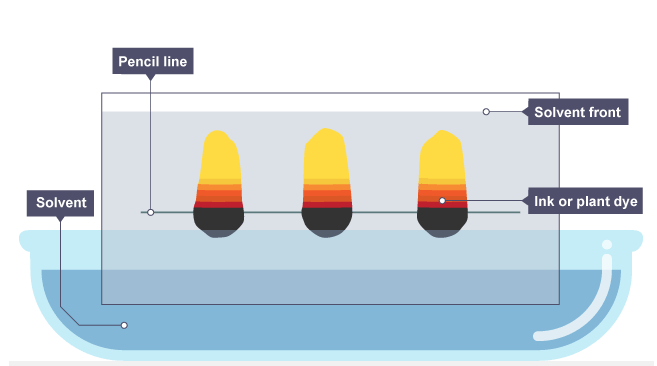 Pencil line
Solvent front
Solvent
Ink or plant dye